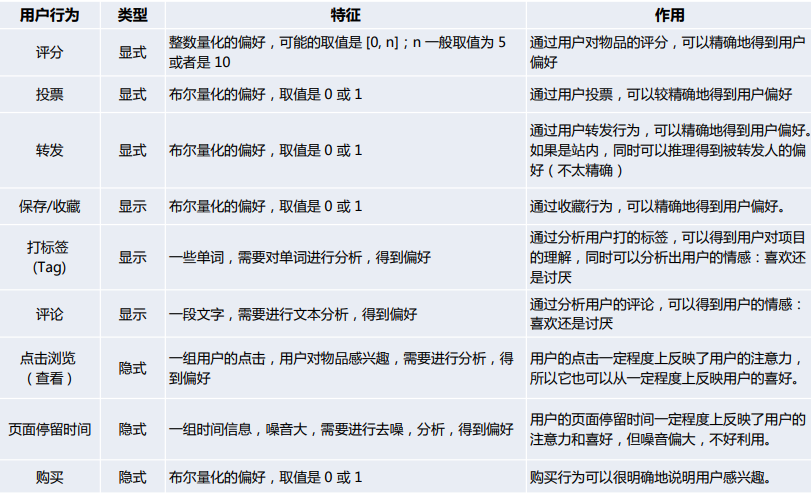 用户行为 类型 特征 作用
评分 显式 整数量化的偏好，可能的取值是 [0, n]；n 一般取值为 5
或者是 10
通过用户对物品的评分，可以精确地得到用户
偏好
投票 显式 布尔量化的偏好，取值是 0 或 1 通过用户投票，可以较精确地得到用户偏好
转发 显式 布尔量化的偏好，取值是 0 或 1
通过用户转发行为，可以精确地得到用户偏好。
如果是站内，同时可以推理得到被转发人的偏
好（不太精确）
保存/收藏 显示 布尔量化的偏好，取值是 0 或 1 通过收藏行为，可以精确地得到用户偏好。
打标签
(Tag)
显示 一些单词，需要对单词进行分析，得到偏好
通过分析用户打的标签，可以得到用户对项目
的理解，同时可以分析出用户的情感：喜欢还
是讨厌
评论 显示 一段文字，需要进行文本分析，得到偏好
通过分析用户的评论，可以得到用户的情感：
喜欢还是讨厌
点击浏览
（查看）
隐式
一组用户的点击，用户对物品感兴趣，需要进行分析，得
到偏好
用户的点击一定程度上反映了用户的注意力，
所以它也可以从一定程度上反映用户的喜好。
页面停留时间 隐式 一组时间信息，噪音大，需要进行去噪，分析，得到偏好
用户的页面停留时间一定程度上反映了用户的
注意力和喜好，但噪音偏大，不好利用。
购买 隐式 布尔量化的偏好，取值是 0 或 1 购买行为可以很明确地说明用户感兴趣。